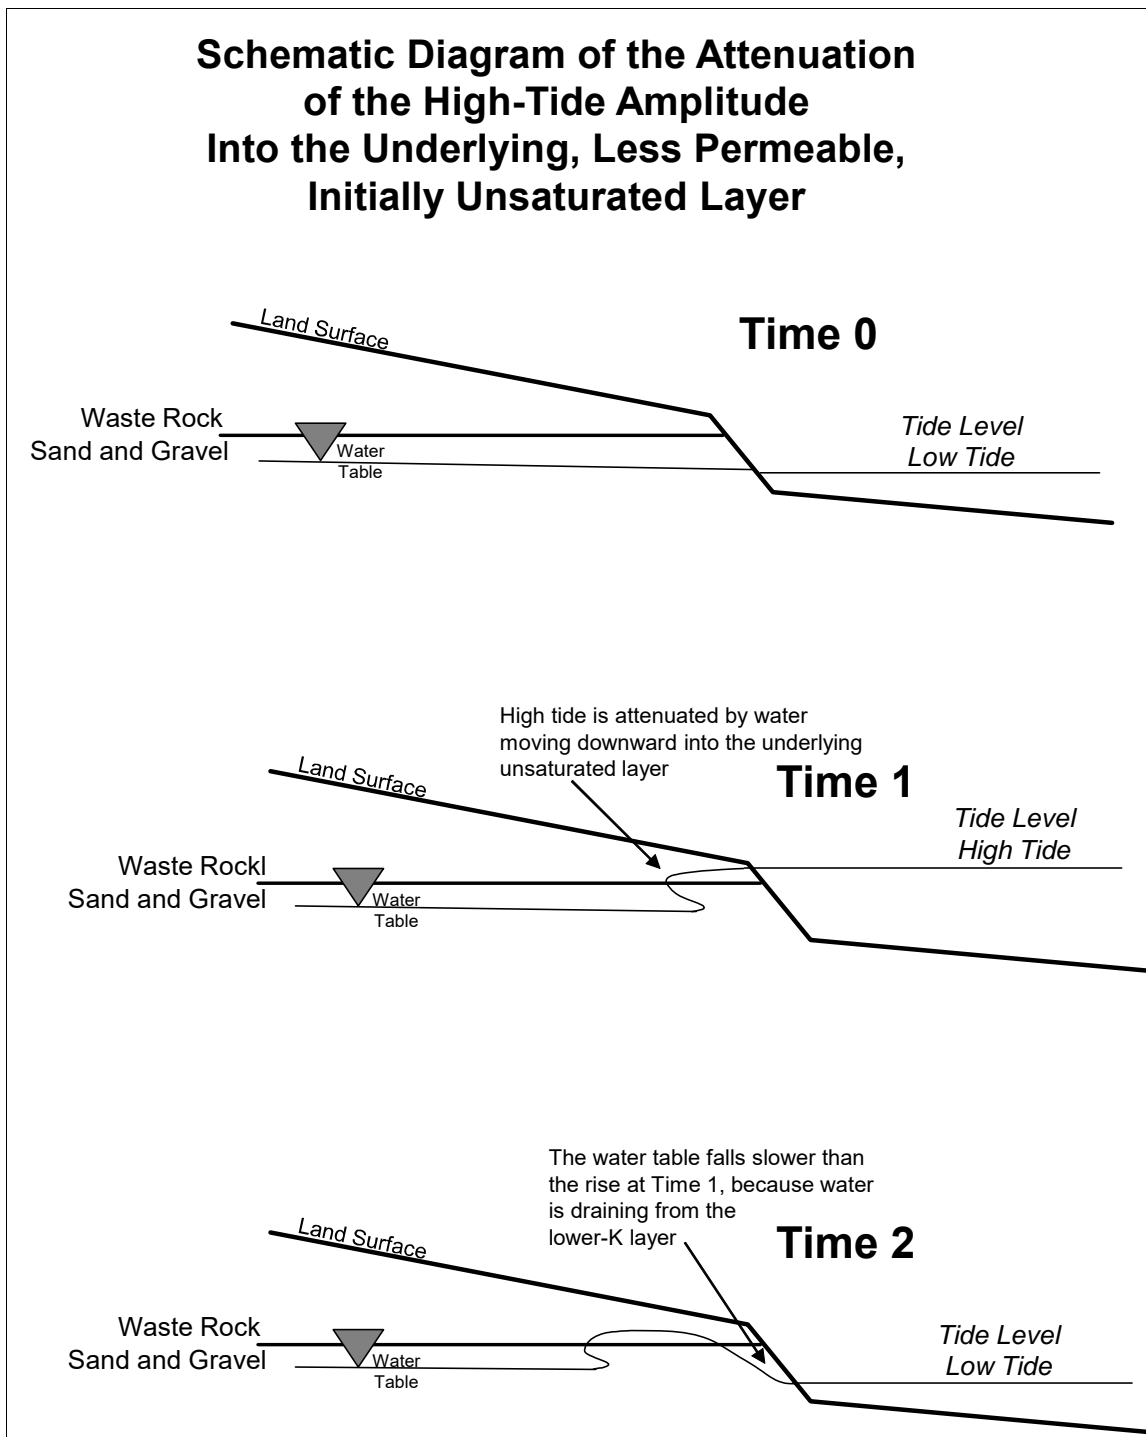 Schematic Diagram of the Attenuation
of the High-Tide Amplitude
Into the Underlying, Less Permeable,
Initially Unsaturated Layer
Land Surface
Time 0
Waste Rock
Sand and Gravel
Water
Table
Tide Level
Low Tide
High tide is attenuated by water
moving downward into the underlying
unsaturated layer
Land Surface
Time 1
Tide Level
High Tide
Waste Rockl
Sand and Gravel
Water
Table
The water table falls slower than
the rise at Time 1, because water
is draining from the
lower-K layer
Land Surface
Time 2
Waste Rock
Sand and Gravel
Water
Table
Tide Level
Low Tide